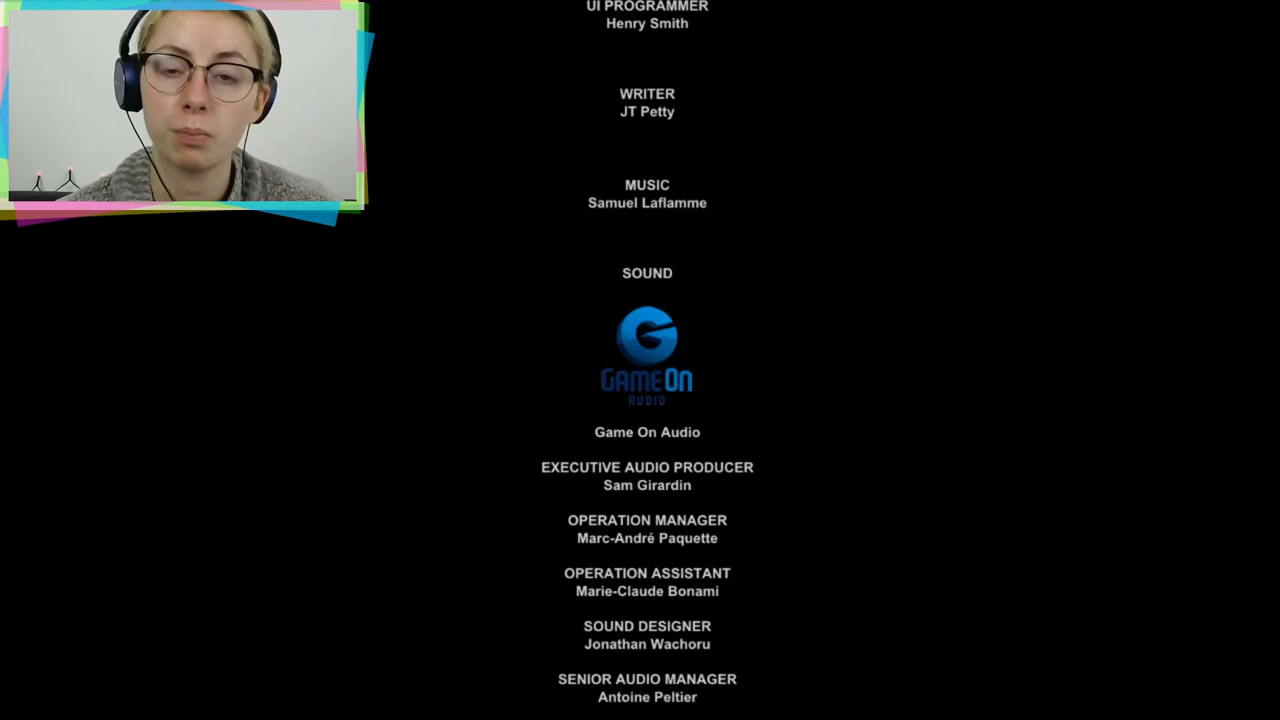 UI PROGRAMMER
Henry Smith
WRITER
JT Petty
MUSIC
Samuel Laflamme
SOUND
GAMEON
AUDIO
Game On Audio
EXECUTIVE AUDIO PRODUCER
Sam Girardin
OPERATION MANAGER
Marc-André Paquette
OPERATION ASSISTANT
Marie-Claude Bonami
SOUND DESIGNER
Jonathan Wachoru
SENIOR AUDIO MANAGER
Antoine Peltier